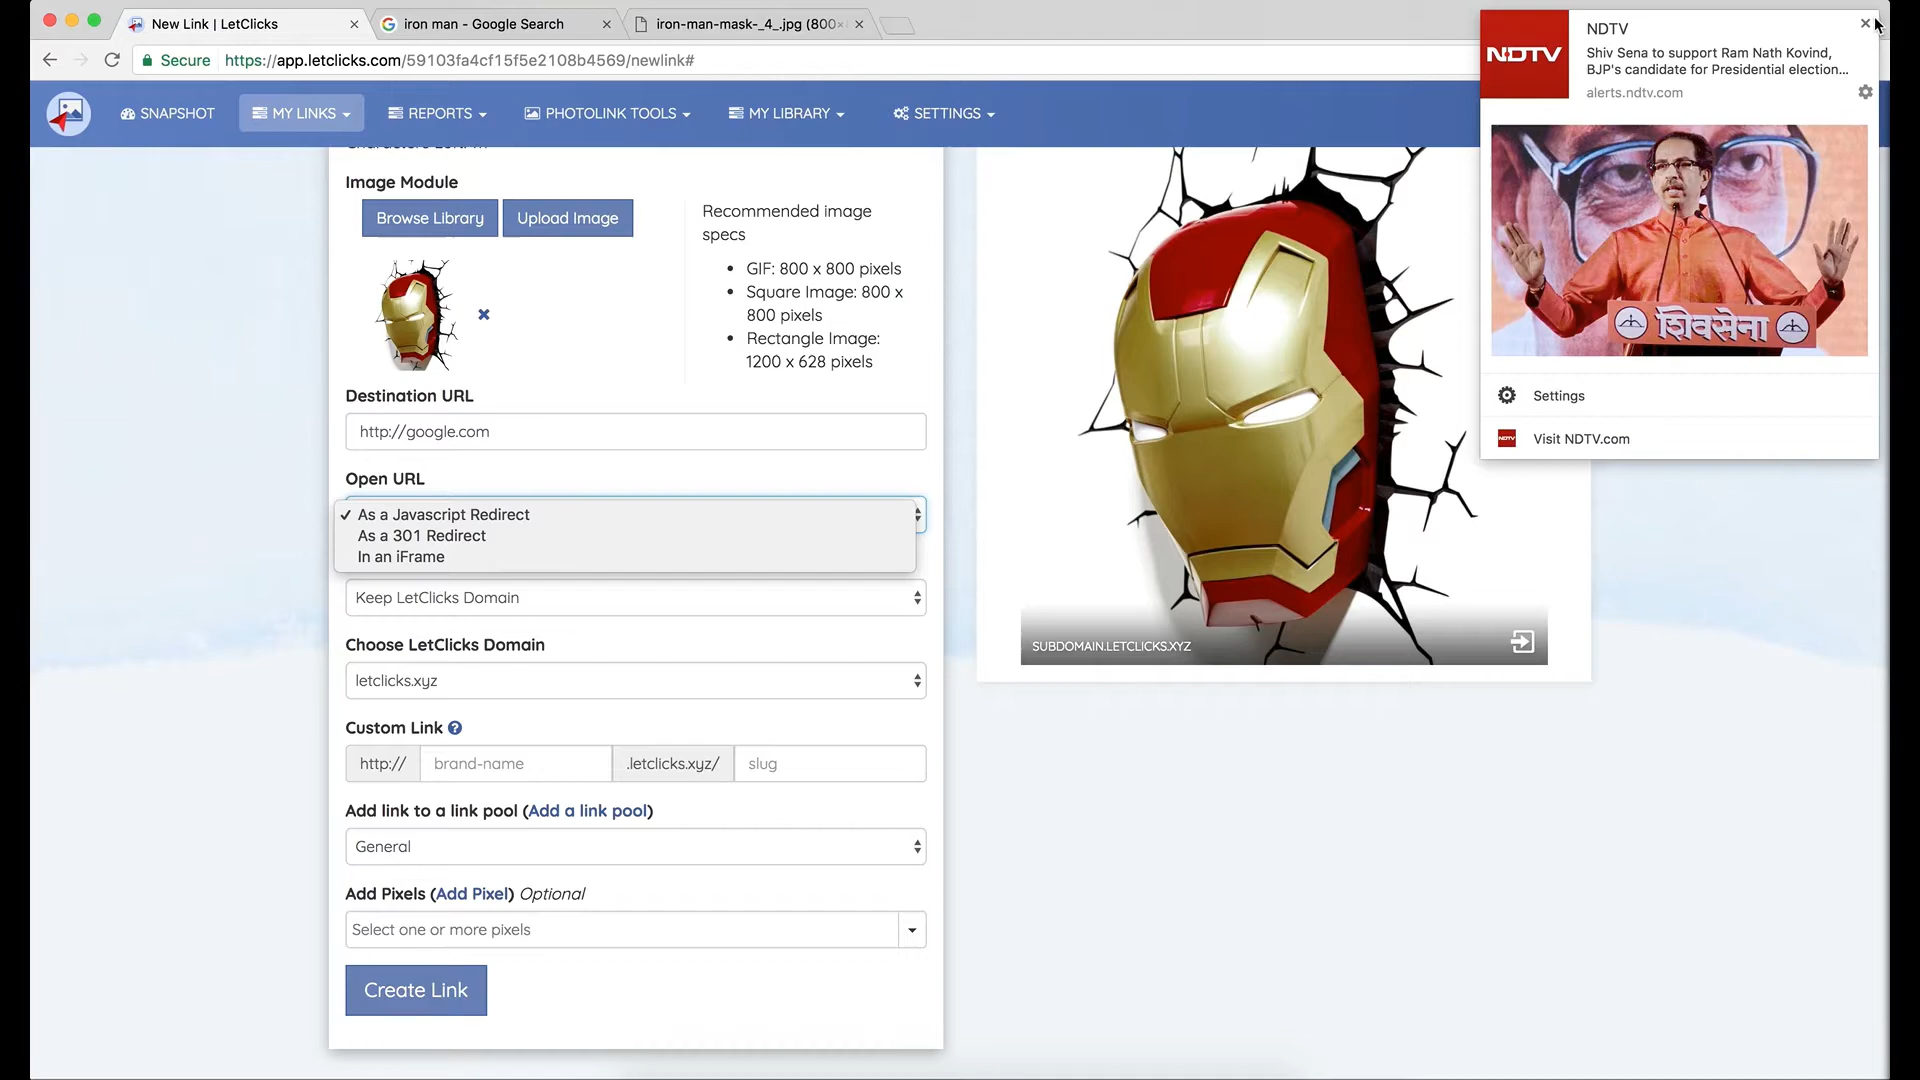 New Link | LetClicks
iron man - Google Search
iron-man-mask-_4_.jpg (800×
Secure
https://app.letclicks.com/59103fa4cf15f5e2108b4569/newlink#
SNAPSHOT
MY LINKS
REPORTS
PHOTOLINK TOOLS
MY LIBRARY
SETTINGS
Image Module
Browse Library
Upload Image
Recommended image
specs
GIF: 800 x 800 pixels
Square Image: 800 x
800 pixels
Rectangle Image:
1200 x 628 pixels
Destination URL
http://google.com
Open URL
As a Javascript Redirect
As a 301 Redirect
In an iFrame
Keep LetClicks Domain
Choose LetClicks Domain
letclicks.xyz
Custom Link
http:// brand-name .letclicks.xyz/ slug
Add link to a link pool (Add a link pool)
General
Add Pixels (Add Pixel) Optional
Select one or more pixels
Create Link
SUBDOMAIN.LETCLICKS.XYZ
NDTV
NDTV
Shiv Sena to support Ram Nath Kovind,
BJP's candidate for Presidential election...
alerts.ndtv.com
शिवसेना
Settings
NDTV
Visit NDTV.com